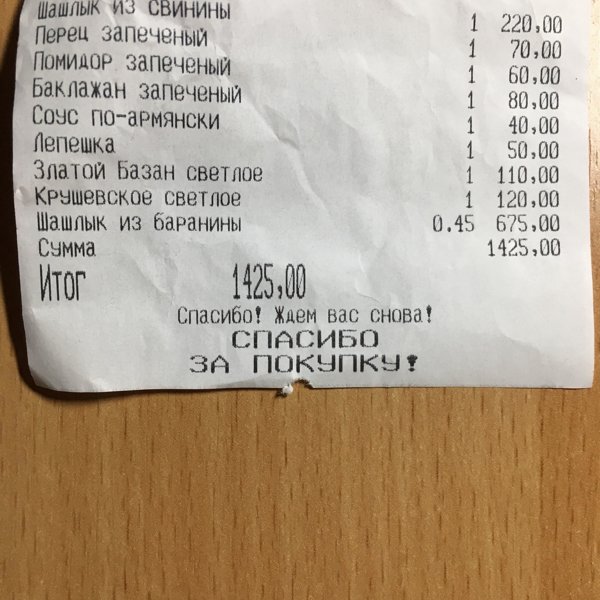 Шашлык из свинины 1 220,00
Перец запеченый 1 70,00
Помидор запеченый 1 60,00
Баклажан запеченый 1 80,00
Соус по-армянски 1 40,00
Лепешка 1 50,00
Златой Базан светлое 1 110,00
Крушевское светлое 1 120,00
Шашлык из баранины 0.45 675,00
Сумма 1425,00
Итог 1425,00
Спасибо! Ждем вас снова!
СПАСИБО
ЗА ПОКУПКУ!